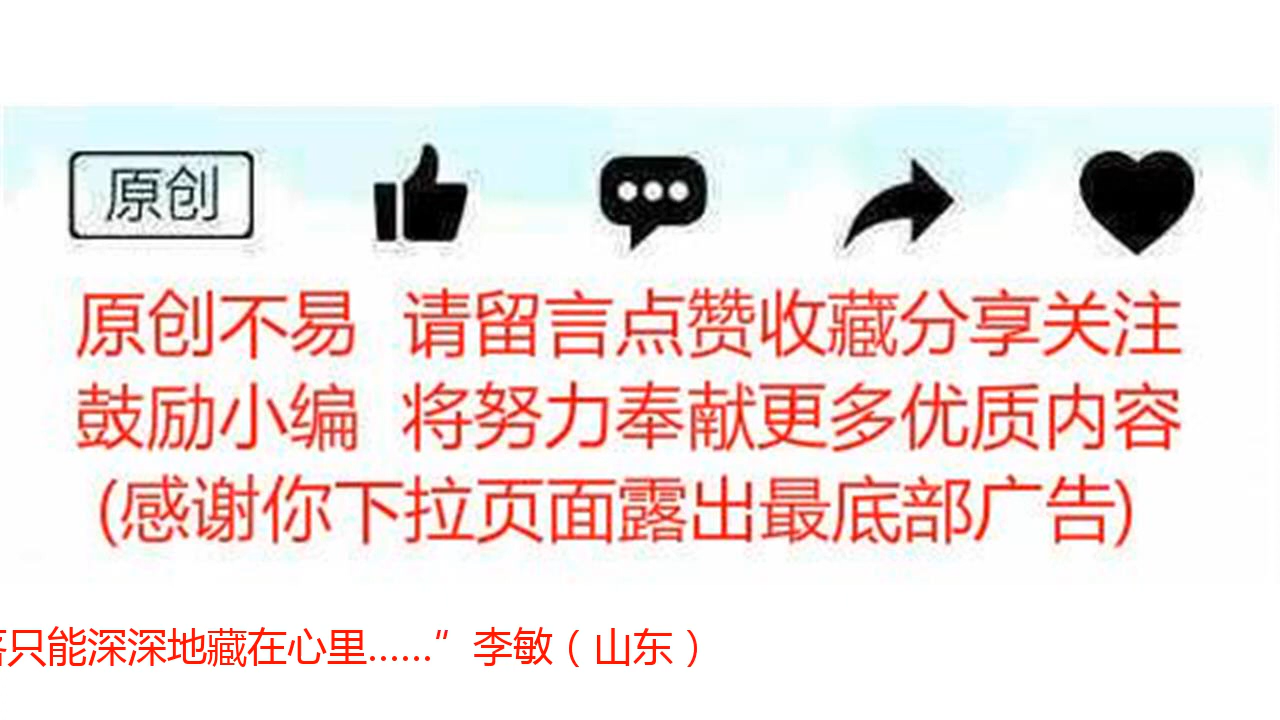 原创
原创不易 请留言点赞收藏分享关注
鼓励小编 将努力奉献更多优质内容
(感谢你下拉页面露出最底部广告)
只能深深地藏在心里……”李敏（山东）